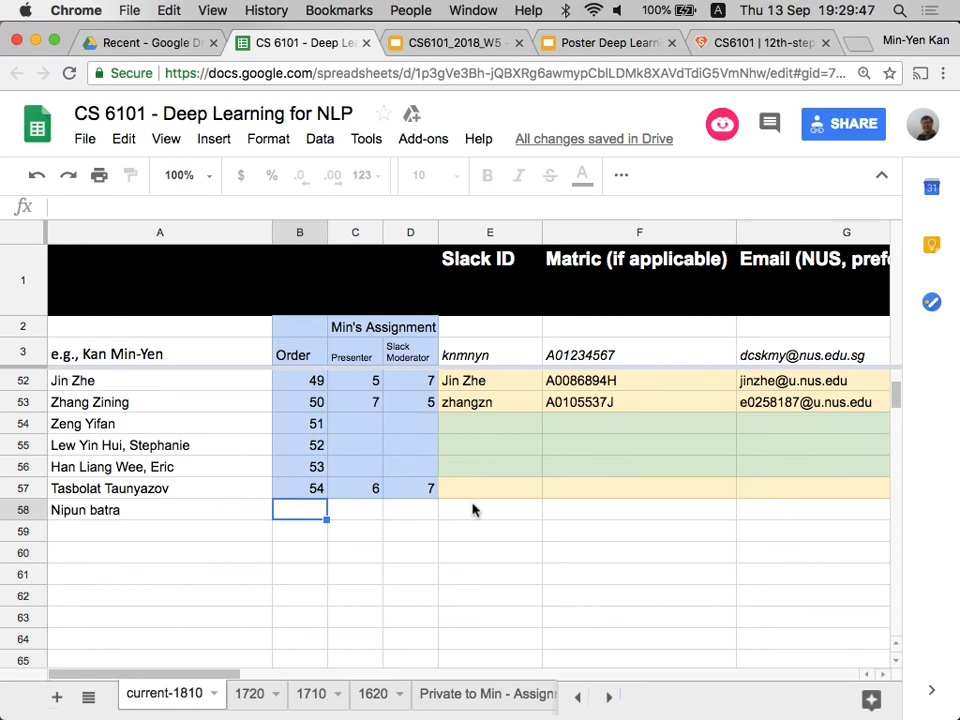 Chrome File Edit View History Bookmarks People Window Help 100% A Thu 13 Sep 19:29:47
Recent - Google D CS 6101 - Deep Lea CS6101_2018_W5 - Poster Deep Learni CS6101 | 12th-step Min-Yen Kan
Secure https://docs.google.com/spreadsheets/d/1p3gVe3Bh-jQBXRg6awmypCblLDMk8XAVdTdiG5VmNhw/edit#gid=7...
CS 6101 - Deep Learning for NLP
File Edit View Insert Format Data Tools Add-ons Help All changes saved in Drive SHARE
100% $ % .0 .00 123 10 B I S A ...
31
fx
A B C D E F G
1 Slack ID Matric (if applicable) Email (NUS, prefe
2 Min's Assignment
3 e.g., Kan Min-Yen Order Presenter Slack Moderator knmnyn A01234567 dcskmy@nus.edu.sg
52 Jin Zhe 49 5 7 Jin Zhe A0086894H jinzhe@u.nus.edu
53 Zhang Zining 50 7 5 zhangzn A0105537J e0258187@u.nus.edu
54 Zeng Yifan 51
55 Lew Yin Hui, Stephanie 52
56 Han Liang Wee, Eric 53
57 Tasbolat Taunyazov 54 6 7
58 Nipun batra
59
60
61
62
63
64
65
current-1810 1720 1710 1620 Private to Min - Assign